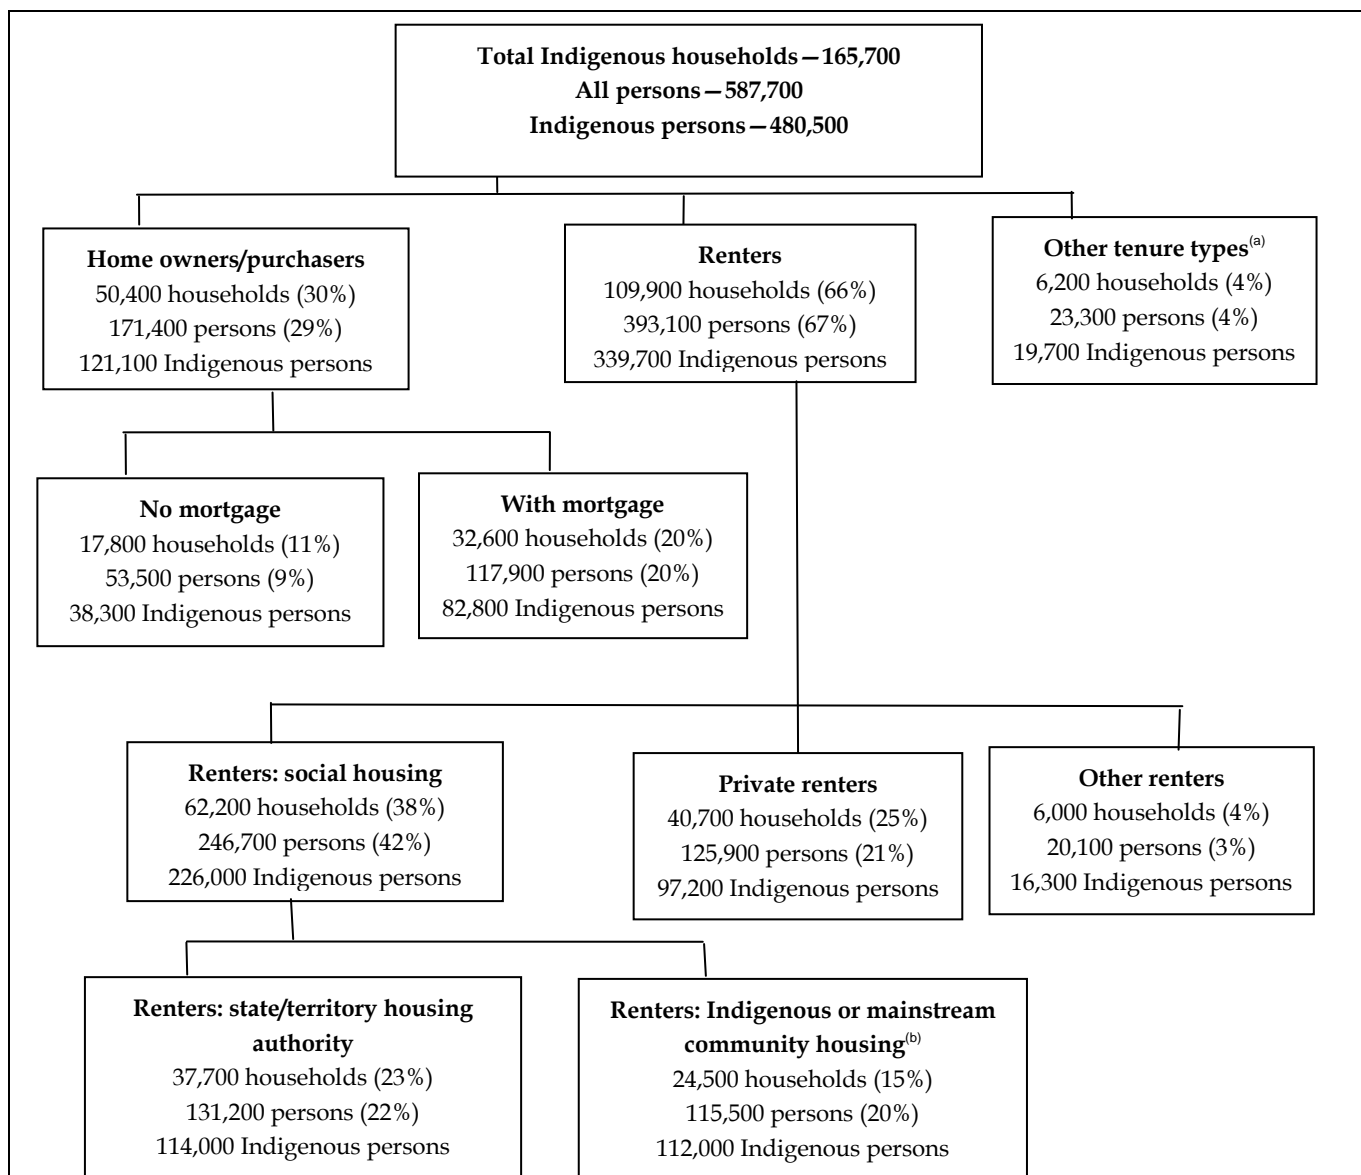 Total Indigenous households—165,700
All persons—587,700
Indigenous persons—480,500
Home owners/purchasers
50,400 households (30%)
171,400 persons (29%)
121,100 Indigenous persons
Renters
109,900 households (66%)
393,100 persons (67%)
339,700 Indigenous persons
Other tenure types(a)
6,200 households (4%)
23,300 persons (4%)
19,700 Indigenous persons
No mortgage
17,800 households (11%)
53,500 persons (9%)
38,300 Indigenous persons
With mortgage
32,600 households (20%)
117,900 persons (20%)
82,800 Indigenous persons
Renters: social housing
62,200 households (38%)
246,700 persons (42%)
226,000 Indigenous persons
Private renters
40,700 households (25%)
125,900 persons (21%)
97,200 Indigenous persons
Other renters
6,000 households (4%)
20,100 persons (3%)
16,300 Indigenous persons
Renters: state/territory housing
authority
37,700 households (23%)
131,200 persons (22%)
114,000 Indigenous persons
Renters: Indigenous or mainstream
community housing(b)
24,500 households (15%)
115,500 persons (20%)
112,000 Indigenous persons